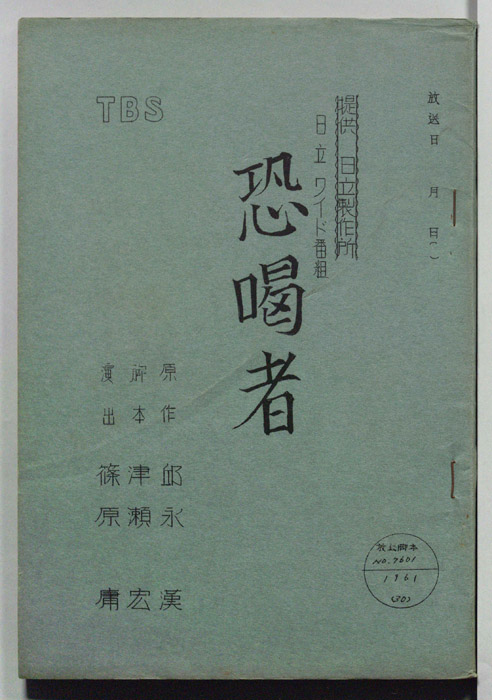 放送日　月　日（　）
提供　日立製作所
日立ワイド番組
TBS
恐喝者
原作　邱永漢
脚本　津瀬宏
演出　篠原庸
放送脚本
NO.7601
1961
(30)